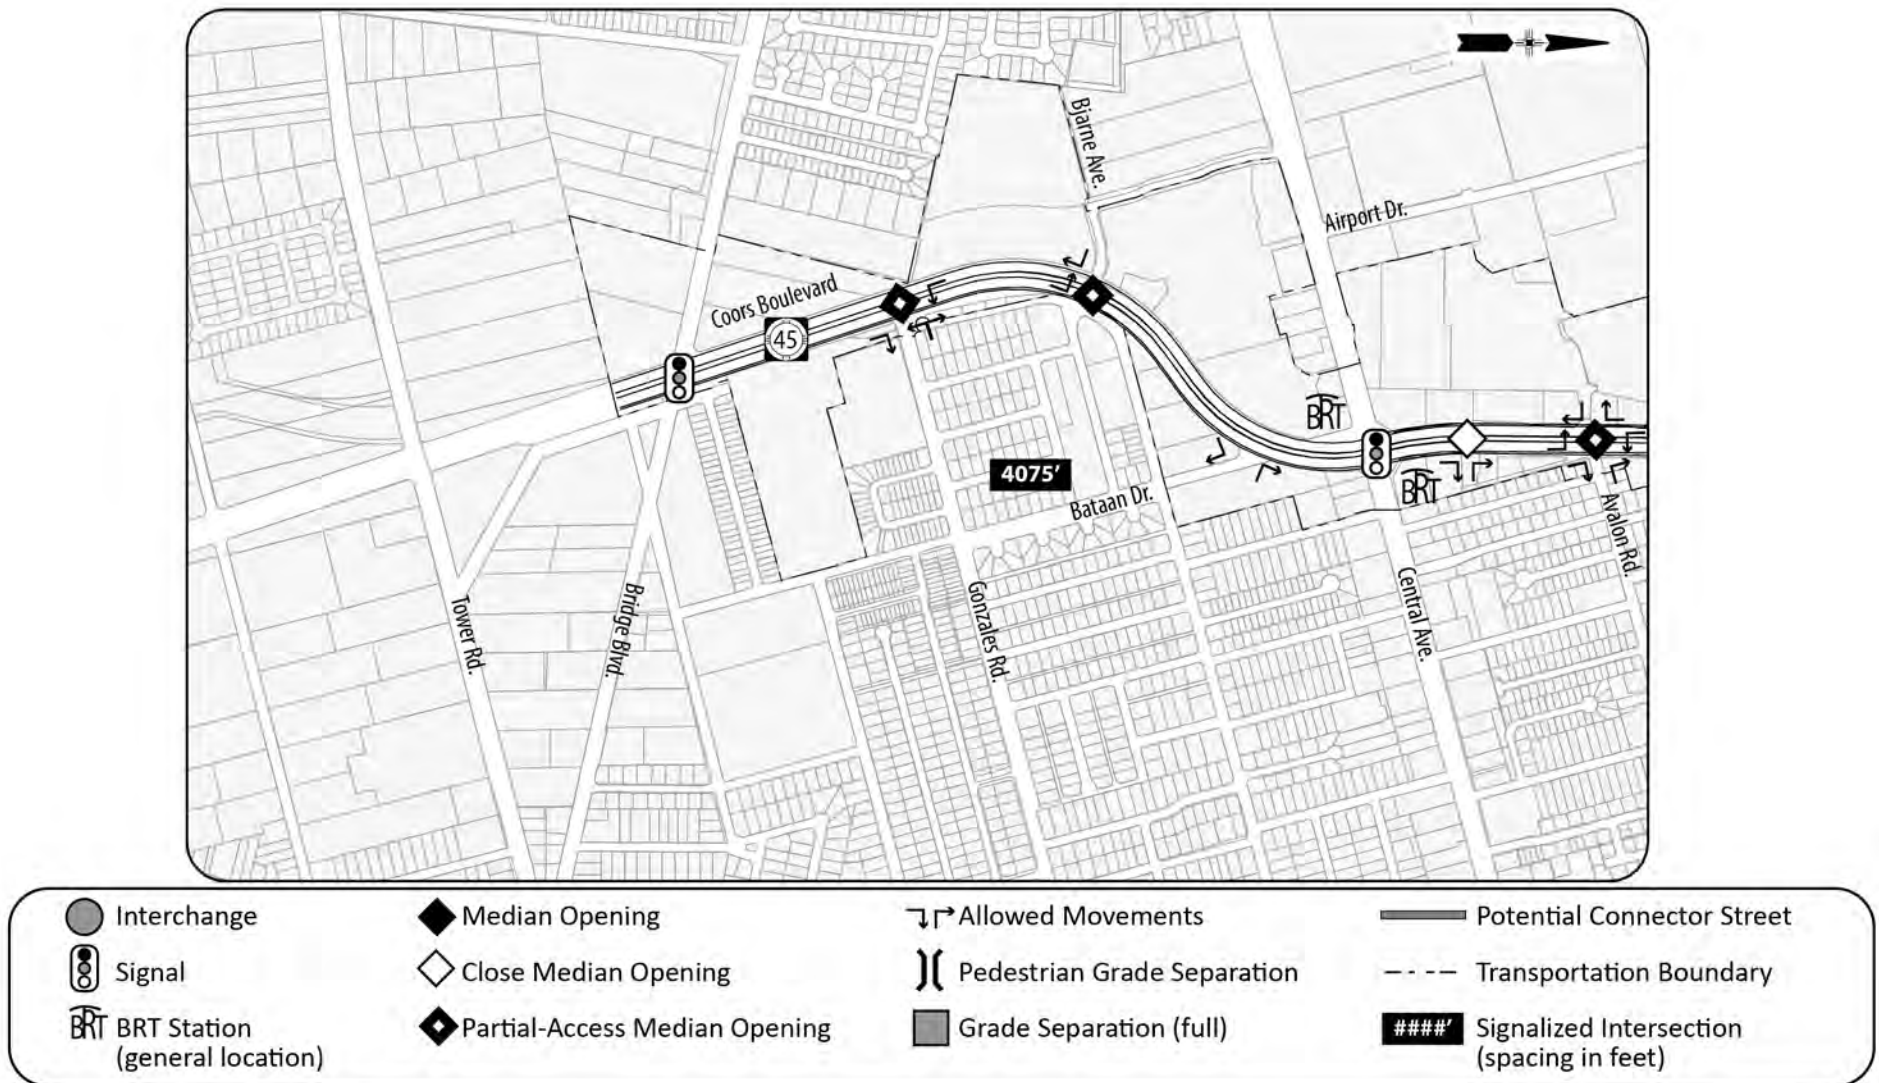 Bjarne Ave.
Airport Dr.
Coors Boulevard
45
BRT
4075'
BRT
Bataan Dr.
Avalon Rd.
Tower Rd.
Bridge Blvd.
Gonzales Rd.
Central Ave.
Interchange
Median Opening
Allowed Movements
Potential Connector Street
Signal
Close Median Opening
Pedestrian Grade Separation
Transportation Boundary
BRT BRT Station
(general location)
Partial-Access Median Opening
Grade Separation (full)
####' Signalized Intersection
(spacing in feet)